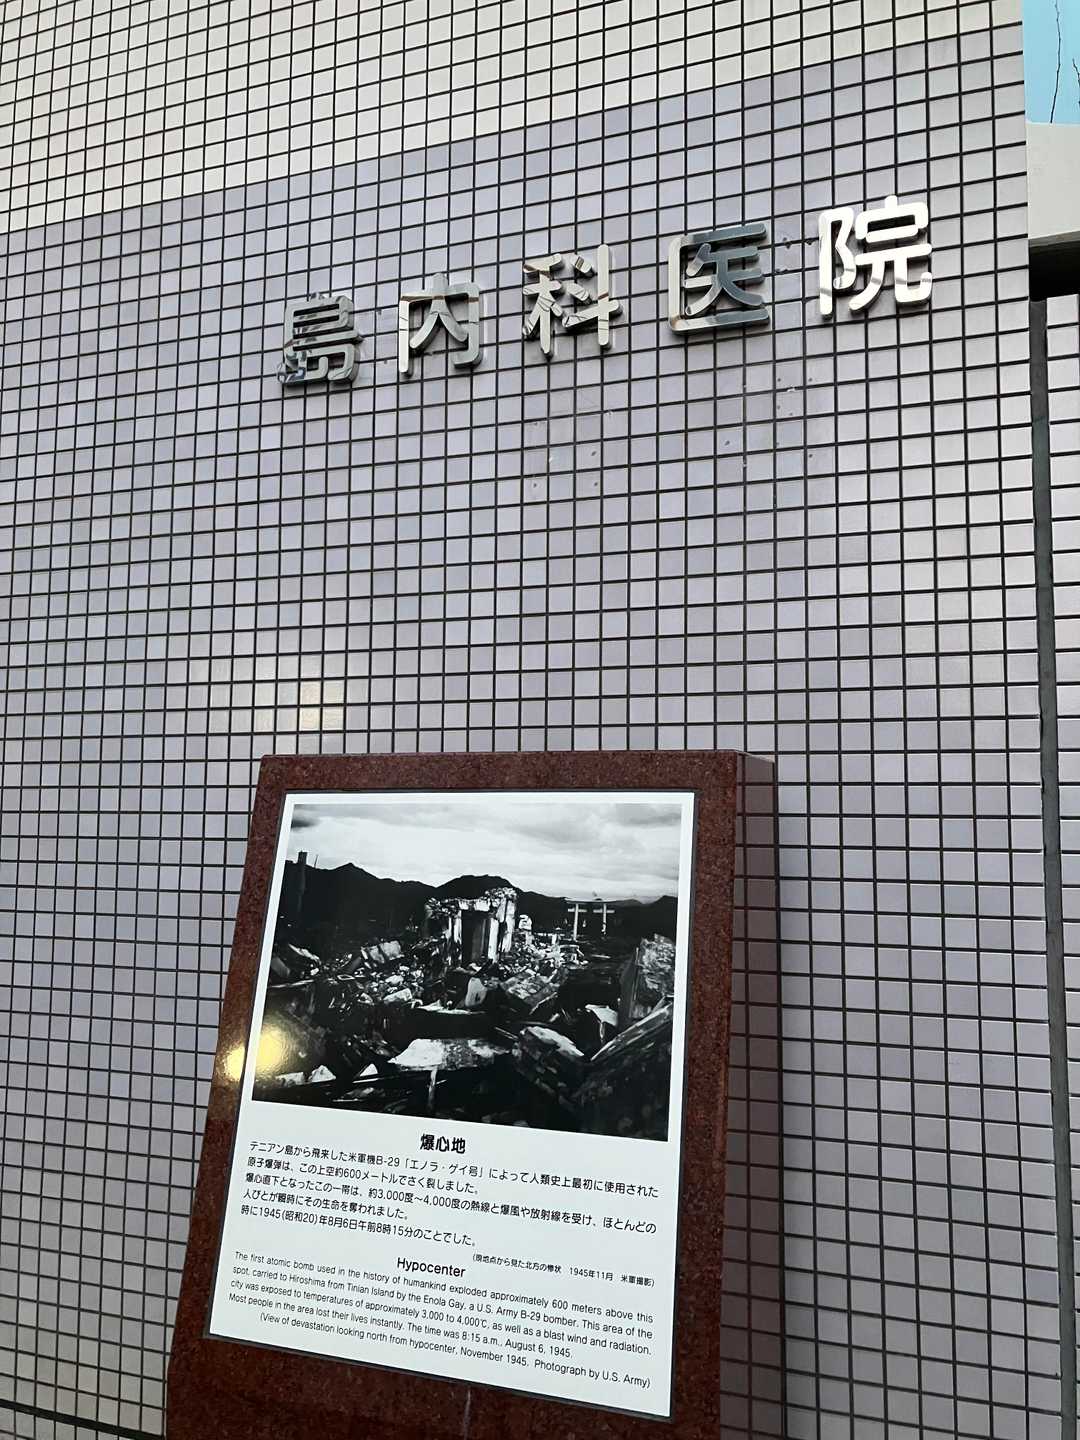 島内科医院
爆心地
テニアン島から飛来した米軍機B-29「エノラ・ゲイ号」によって人類史上最初に使用された
原子爆弾は、この上空約600メートルでさく裂しました。
爆心直下となったこの一帯は、約3,000度～4,000度の熱線と爆風や放射線を受け、ほとんどの
人びとが瞬時にその生命を奪われました。
時に1945(昭和20)年8月6日午前8時15分のことでした。
(現地点から見た北方の惨状 1945年11月 米軍撮影)
Hypocenter
The first atomic bomb used in the history of humankind exploded approximately 600 meters above this
spot, carried to Hiroshima from Tinian Island by the Enola Gay, a U.S. Army B-29 bomber. This area of the
city was exposed to temperatures of approximately 3,000 to 4,000℃, as well as a blast wind and radiation.
Most people in the area lost their lives instantly. The time was 8:15 a.m., August 6, 1945.
(View of devastation looking north from hypocenter, November 1945. Photograph by U.S. Army)